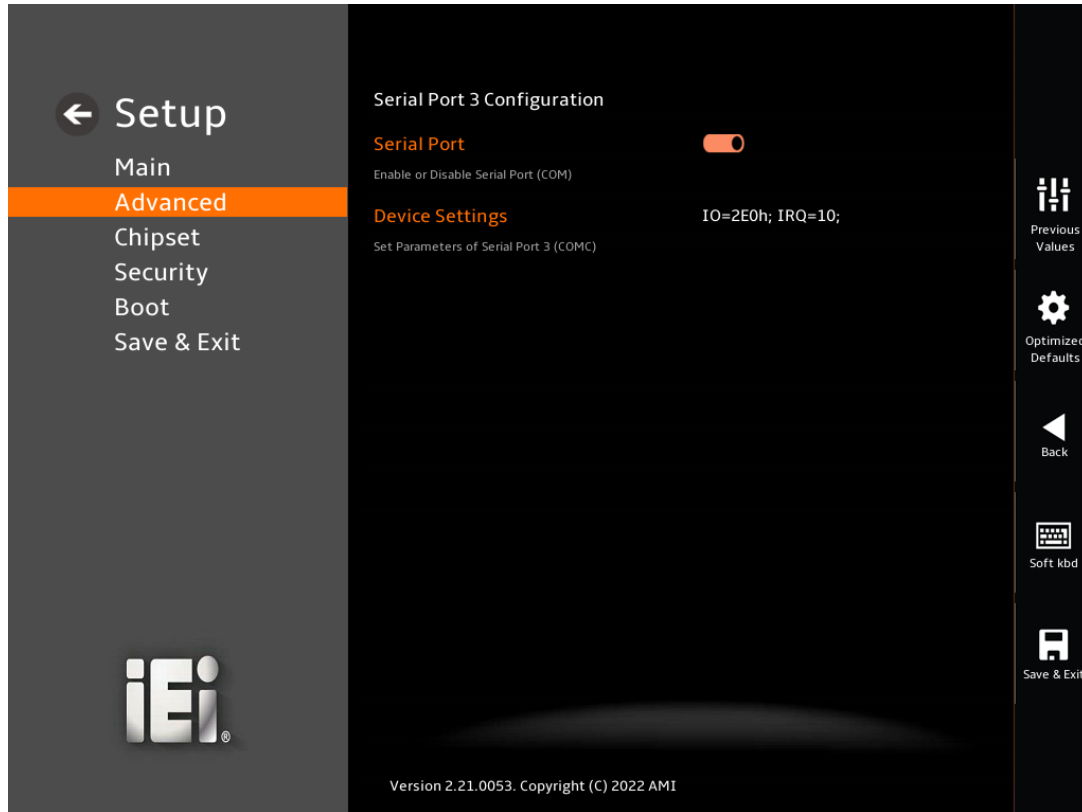 Setup
Main
Advanced
Chipset
Security
Boot
Save & Exit
iEi®
Serial Port 3 Configuration
Serial Port
Enable or Disable Serial Port (COM)
Device Settings IO=2E0h; IRQ=10;
Set Parameters of Serial Port 3 (COMC)
Version 2.21.0053. Copyright (C) 2022 AMI
Previous
Values
Optimized
Defaults
Back
Soft kbd
Save & Exit